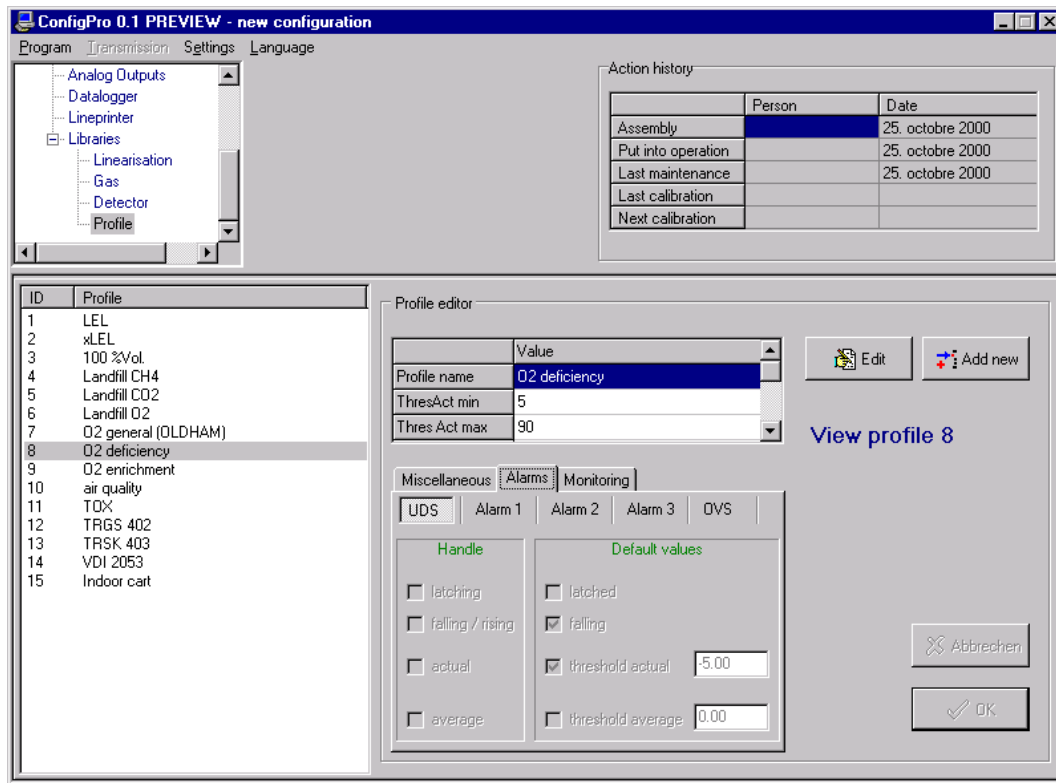 ConfigPro 0.1 PREVIEW - new configuration
Program Transmission Settings Language
Analog Outputs
Datalogger
Lineprinter
Libraries
Linearisation
Gas
Detector
Profile
Action history
Person Date
Assembly 25. octobre 2000
Put into operation 25. octobre 2000
Last maintenance 25. octobre 2000
Last calibration
Next calibration
ID Profile
1 LEL
2 xLEL
3 100 %Vol.
4 Landfill CH4
5 Landfill CO2
6 Landfill O2
7 O2 general (OLDHAM)
8 O2 deficiency
9 O2 enrichment
10 air quality
11 TOX
12 TRGS 402
13 TRSK 403
14 VDI 2053
15 Indoor cart
Profile editor
Value
Profile name O2 deficiency
ThresAct min 5
Thres Act max 90
Edit Add new
View profile 8
Miscellaneous Alarms Monitoring
UDS Alarm 1 Alarm 2 Alarm 3 OVS
Handle Default values
latching latched
falling / rising falling
actual threshold actual -5.00
average threshold average 0.00
Abbrechen
OK